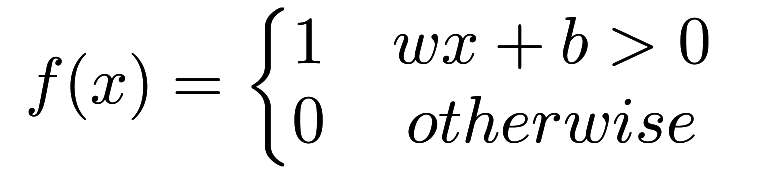 f(x) = { 1 wx + b > 0
0 otherwise